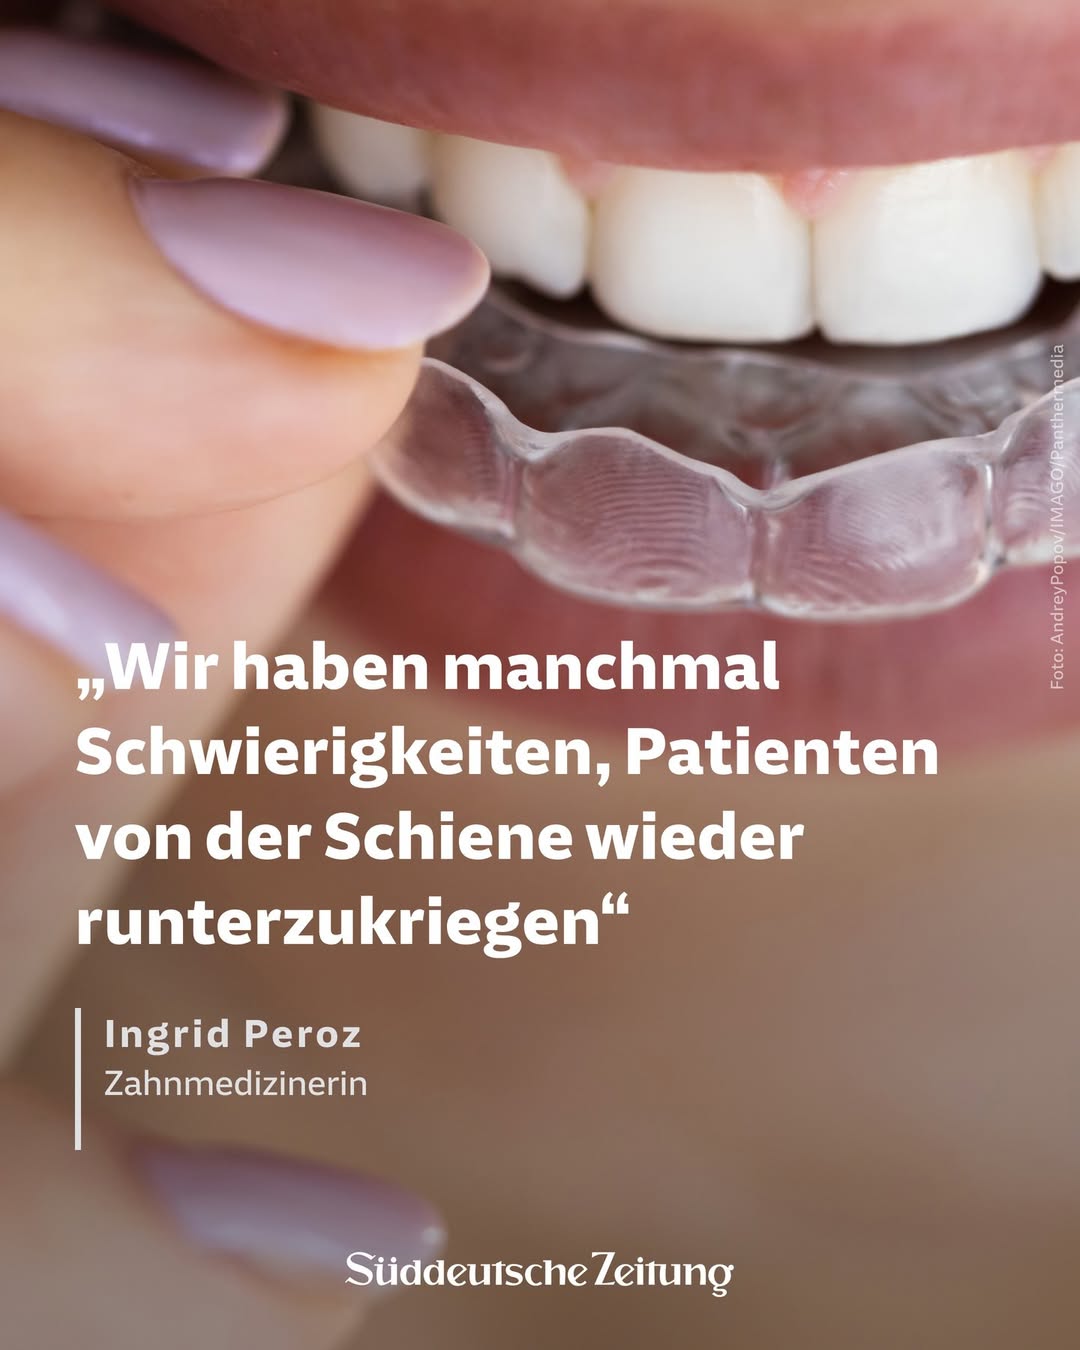 „Wir haben manchmal
Schwierigkeiten, Patienten
von der Schiene wieder
runterzukriegen“
Ingrid Peroz
Zahnmedizinerin
Süddeutsche Zeitung
Foto: AndreyPopov/IMAGO/Panthermedia